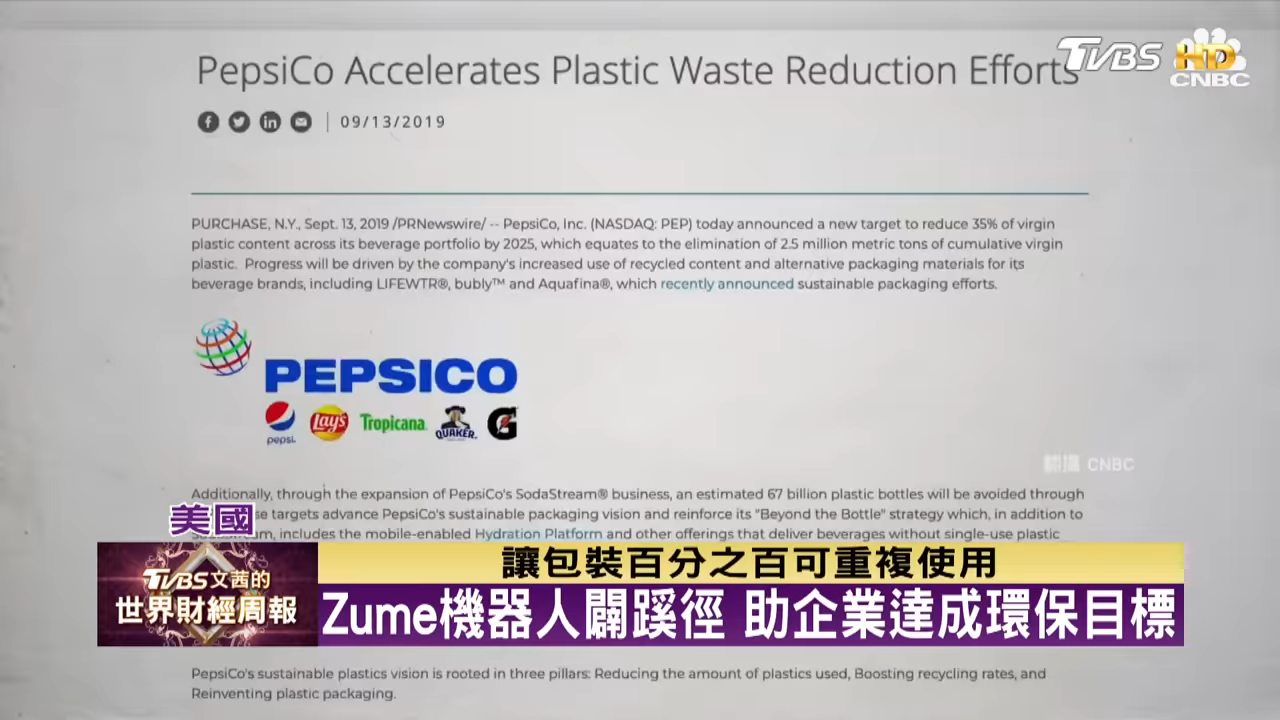 PepsiCo Accelerates Plastic Waste Reduction Efforts
TVBS HD
CNBC
09/13/2019
PURCHASE, N.Y., Sept. 13, 2019 /PRNewswire/ -- PepsiCo, Inc. (NASDAQ: PEP) today announced a new target to reduce 35% of virgin
plastic content across its beverage portfolio by 2025, which equates to the elimination of 2.5 million metric tons of cumulative virgin
plastic. Progress will be driven by the company's increased use of recycled content and alternative packaging materials for its
beverage brands, including LIFEWTR®, bubly™ and Aquafina®, which recently announced sustainable packaging efforts.
PEPSICO
pepsi. Lay's Tropicana. QUAKER. G
翻攝 CNBC
Additionally, through the expansion of PepsiCo's SodaStream® business, an estimated 67 billion plastic bottles will be avoided through
targets advance PepsiCo's sustainable packaging vision and reinforce its "Beyond the Bottle" strategy which, in addition to
includes the mobile-enabled Hydration Platform and other offerings that deliver beverages without single-use plastic
美國
讓包裝百分之百可重複使用
TVBS文茜的
世界財經周報
Zume機器人闢蹊徑 助企業達成環保目標
PepsiCo's sustainable plastics vision is rooted in three pillars: Reducing the amount of plastics used, Boosting recycling rates, and
Reinventing plastic packaging.